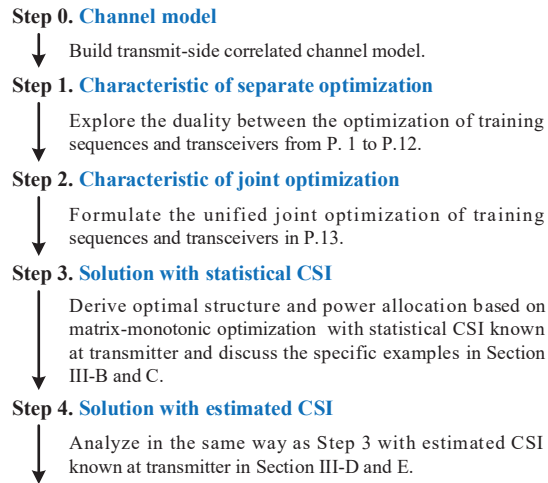 Step 0. Channel model
Build transmit-side correlated channel model.
Step 1. Characteristic of separate optimization
Explore the duality between the optimization of training
sequences and transceivers from P. 1 to P.12.
Step 2. Characteristic of joint optimization
Formulate the unified joint optimization of training
sequences and transceivers in P.13.
Step 3. Solution with statistical CSI
Derive optimal structure and power allocation based on
matrix-monotonic optimization with statistical CSI known
at transmitter and discuss the specific examples in Section
III-B and C.
Step 4. Solution with estimated CSI
Analyze in the same way as Step 3 with estimated CSI
known at transmitter in Section III-D and E.